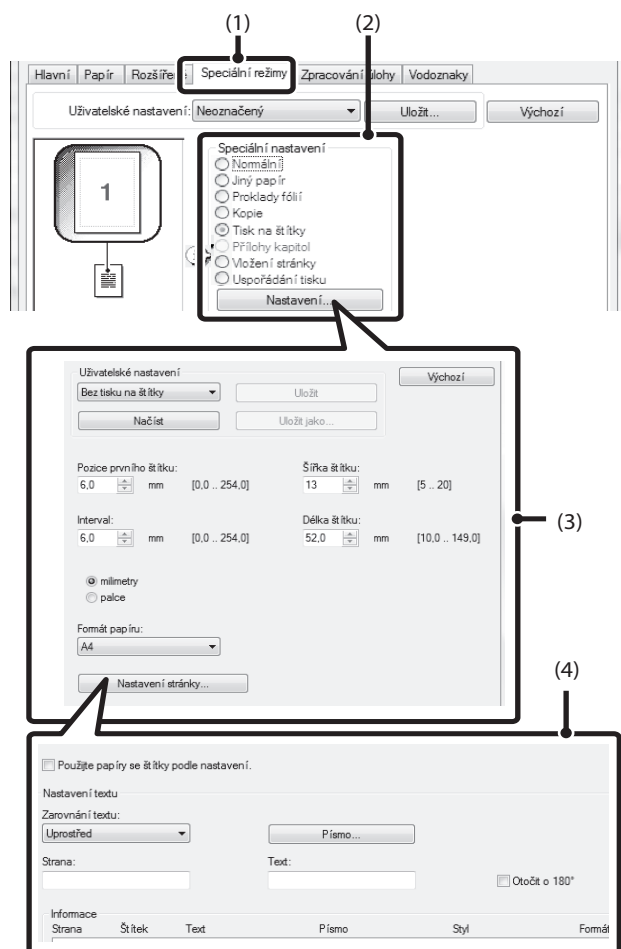 (1) (2)
Hlavní Papír Rozšířené Speciální režimy Zpracování úlohy Vodoznaky
Uživatelské nastavení: Neoznačený Uložit... Výchozí
1
Speciální nastavení
Normální
Jiný papír
Proklady fólií
Kopie
Tisk na štítky
Přílohy kapitol
Vložení stránky
Uspořádání tisku
Nastavení...
Uživatelské nastavení
Bez tisku na štítky Uložit Výchozí
Načíst Uložit jako...
Pozice prvního štítku: Šířka štítku:
6,0 mm [0,0 .. 254,0] 13 mm [5 .. 20]
Interval: Délka štítku:
6,0 mm [0,0 .. 254,0] 52,0 mm [10,0 .. 149,0]
(3)
milimetry
palce
Formát papíru:
A4
Nastavení stránky...
(4)
Použijte papíry se štítky podle nastavení.
Nastavení textu
Zarovnání textu:
Uprostřed Písmo...
Strana: Text:
Otočit o 180°
Informace
Strana Štítek Text Písmo Styl Formát